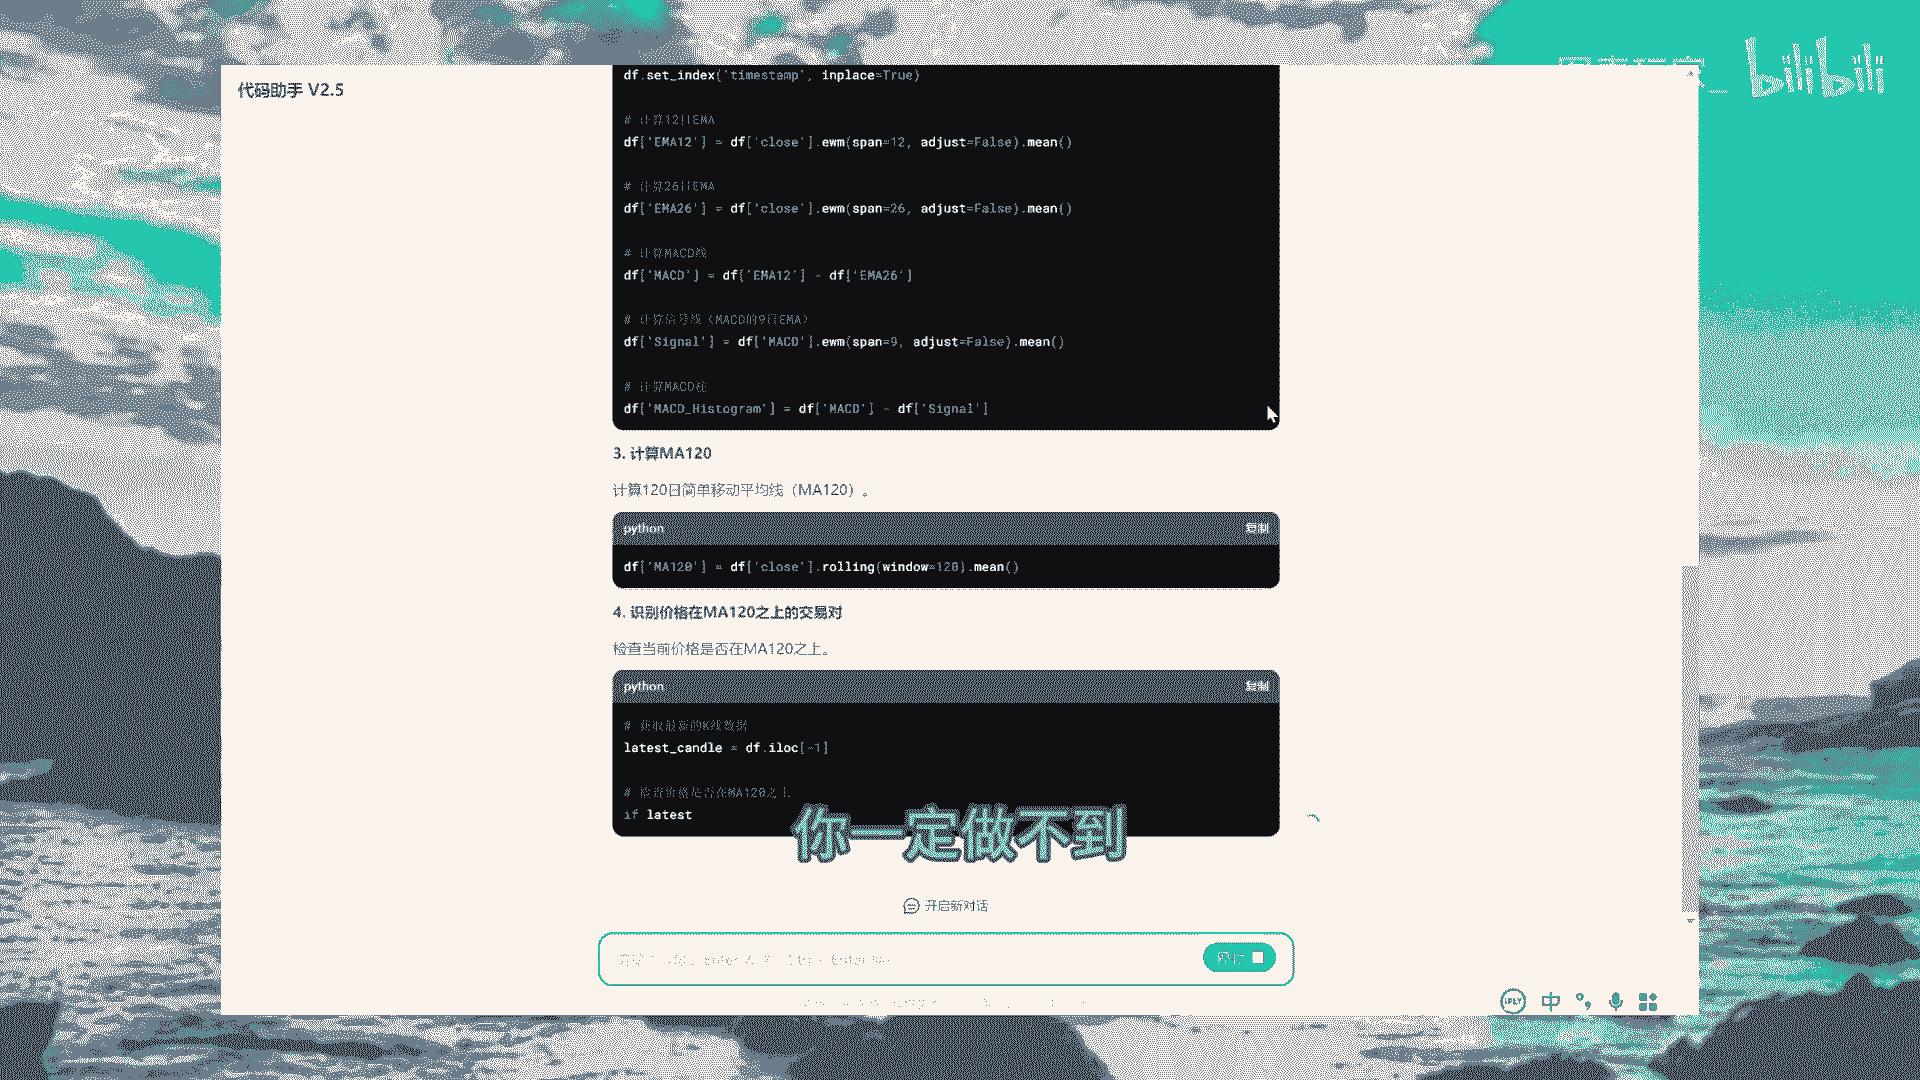 bilibili
代码助手 V2.5
df.set_index('timestamp', inplace=True)
# 计算12日EMA
df['EMA12'] = df['close'].ewm(span=12, adjust=False).mean()
# 计算26日EMA
df['EMA26'] = df['close'].ewm(span=26, adjust=False).mean()
# 计算MACD线
df['MACD'] = df['EMA12'] - df['EMA26']
# 计算信号线（MACD的9日EMA）
df['Signal'] = df['MACD'].ewm(span=9, adjust=False).mean()
# 计算MACD柱
df['MACD_Histogram'] = df['MACD'] - df['Signal']
3. 计算MA120
计算120日简单移动平均线（MA120）。
python 复制
df['MA120'] = df['close'].rolling(window=120).mean()
4. 识别价格在MA120之上的交易对
检查当前价格是否在MA120之上。
python 复制
# 获取最新的K线数据
latest_candle = df.iloc[-1]
# 检查价格是否在MA120之上
if latest
你一定做不到
开启新对话
iFLY 中